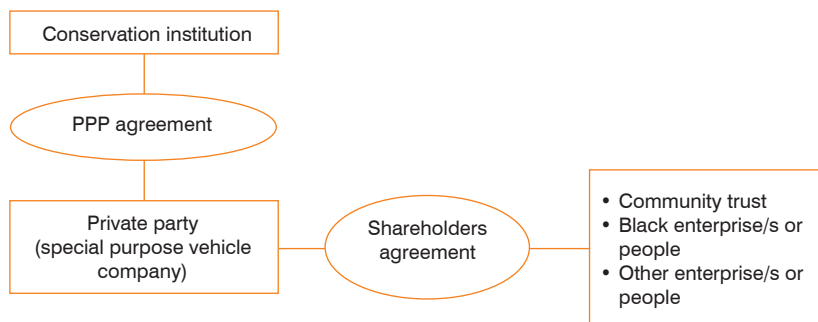 Conservation institution
PPP agreement
Private party
(special purpose vehicle
company)
Shareholders
agreement
• Community trust
• Black enterprise/s or
people
• Other enterprise/s or
people